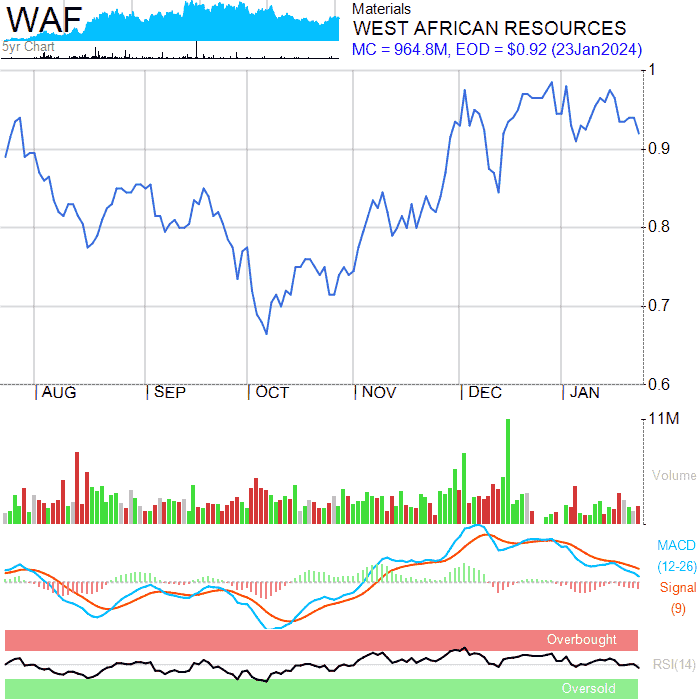 WAF
5yr Chart
Materials
WEST AFRICAN RESOURCES
MC = 964.8M, EOD = $0.92 (23Jan2024)
1
0.9
0.8
0.7
0.6
AUG SEP OCT NOV DEC JAN
11M
Volume
MACD
(12-26)
Signal
(9)
Overbought
RSI(14)
Oversold